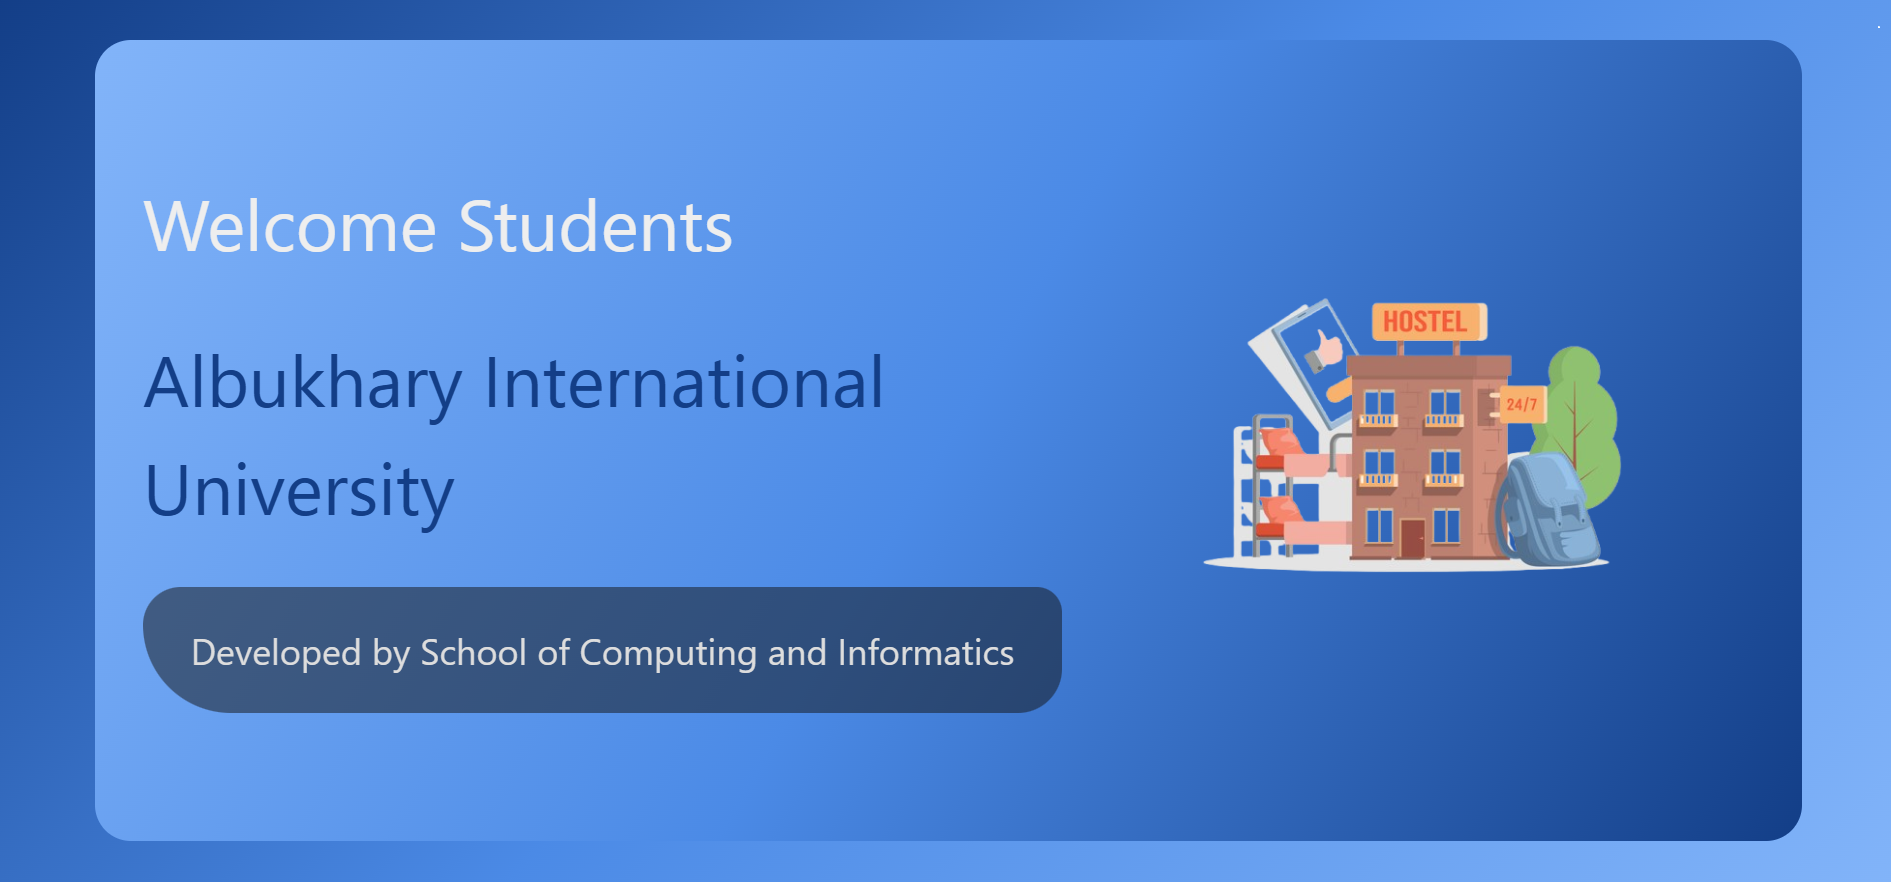 Welcome Students
Albukhary International
University
Developed by School of Computing and Informatics
HOSTEL
24/7